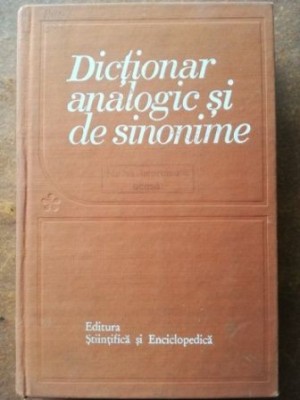 Dicționar
analogic și
de sinonime
Editura
Științifică și Enciclopedică